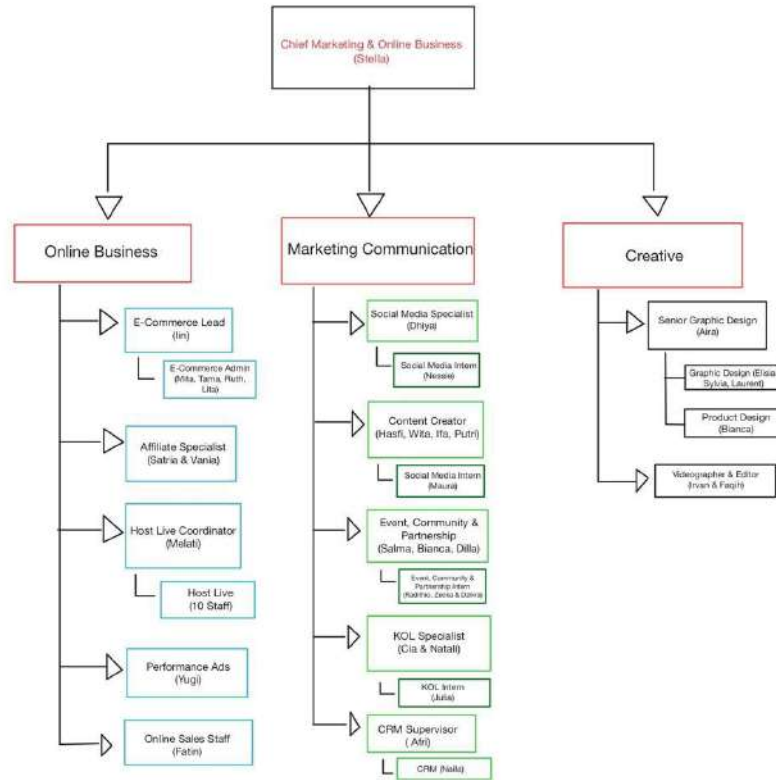 Chief Marketing & Online Business
(Stella)
Online Business
E-Commerce Lead
(Iin)
E-Commerce Admin
(Mita, Tama, Ruth,
Lita)
Affiliate Specialist
(Satria & Vania)
Host Live Coordinator
(Melati)
Host Live
(10 Staff)
Performance Ads
(Yugi)
Online Sales Staff
(Fatin)
Marketing Communication
Social Media Specialist
(Dhiya)
Social Media Intern
(Nessie)
Content Creator
(Hasfi, Wita, Ifa, Putri)
Social Media Intern
(Maura)
Event, Community &
Partnership
(Salma, Bianca, Dilla)
Event, Community &
Partnership Intern
KOL Specialist
(Cia & Natali)
KOL Intern
(Julia)
CRM Supervisor
( Afri)
CRM (Naila)
Creative
Senior Graphic Design
(Aira)
Graphic Design (Elisia,
Sylvia, Laurent)
Product Design
(Bianca)
Videographer & Editor
(Irvan & Faqih)